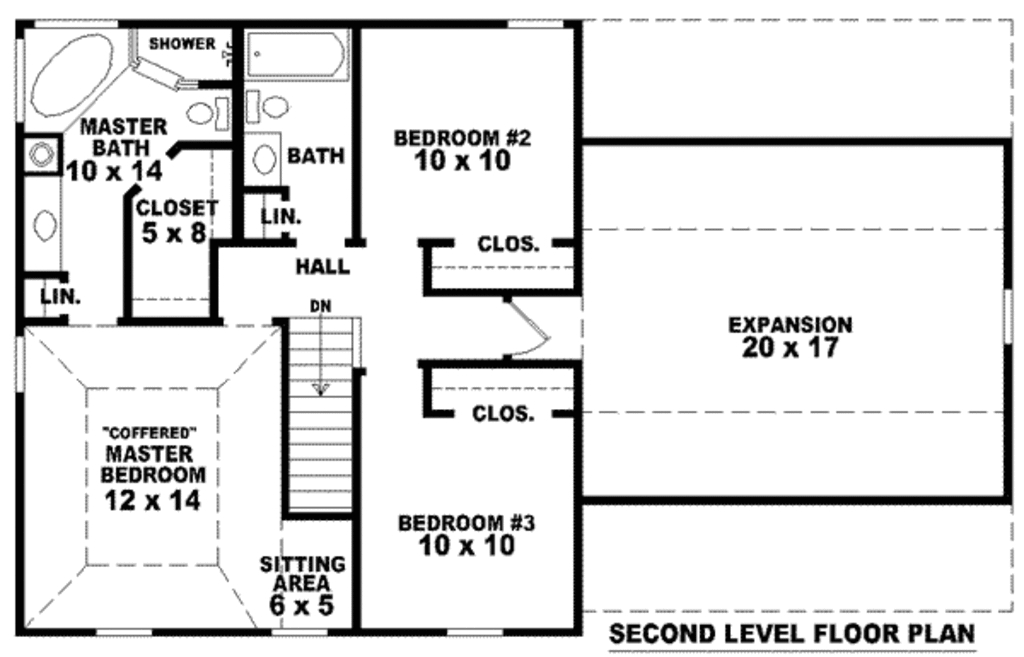 SHOWER
MASTER
BATH
10 x 14
BATH
BEDROOM #2
10 x 10
CLOSET
5 x 8
LIN.
CLOS.
HALL
LIN.
DN
EXPANSION
20 x 17
CLOS.
"COFFERED"
MASTER
BEDROOM
12 x 14
BEDROOM #3
10 x 10
SITTING
AREA
6 x 5
SECOND LEVEL FLOOR PLAN